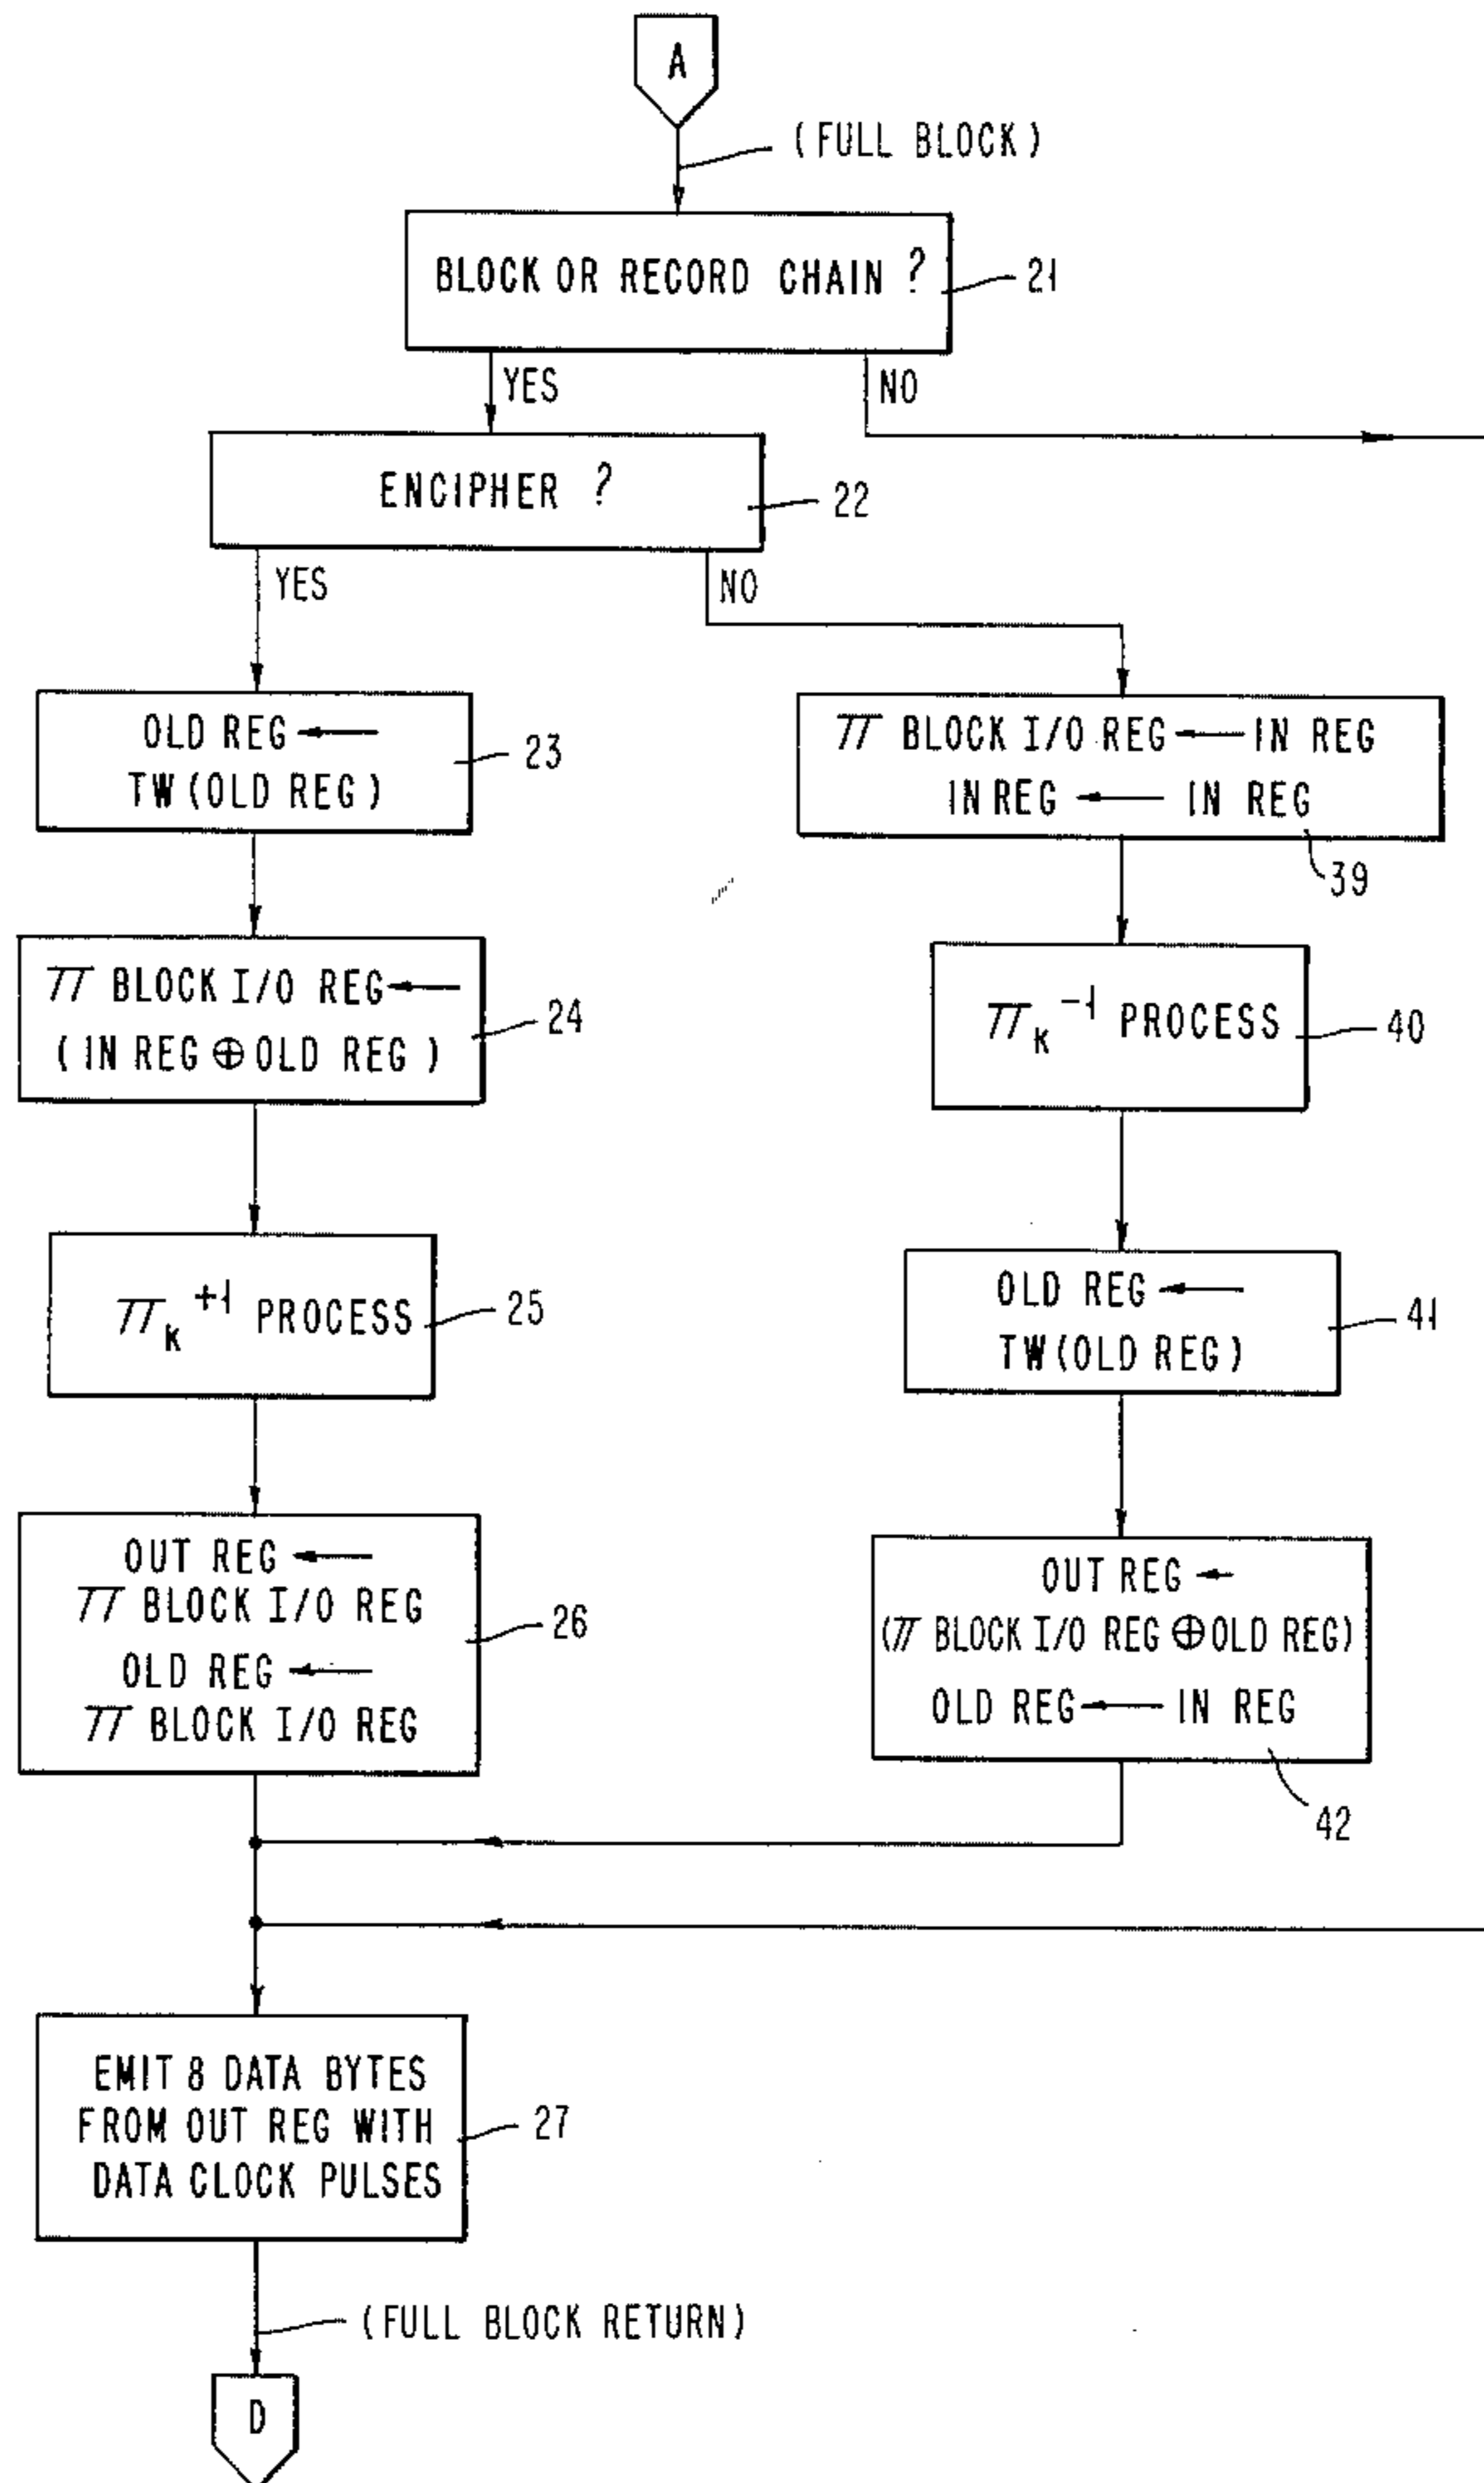 A
(FULL BLOCK)
BLOCK OR RECORD CHAIN ?
21
YES
NO
ENCIPHER ?
22
YES
NO
OLD REG ←
TW (OLD REG)
23
π BLOCK I/O REG ← IN REG
IN REG ← IN REG
39
π BLOCK I/O REG ←
(IN REG ⊕ OLD REG)
24
πk -1 PROCESS
40
πk +1 PROCESS
25
OLD REG ←
TW (OLD REG)
41
OUT REG ←
π BLOCK I/O REG
OLD REG ←
π BLOCK I/O REG
26
OUT REG ←
(π BLOCK I/O REG ⊕ OLD REG)
OLD REG ← IN REG
42
EMIT 8 DATA BYTES
FROM OUT REG WITH
DATA CLOCK PULSES
27
(FULL BLOCK RETURN)
D